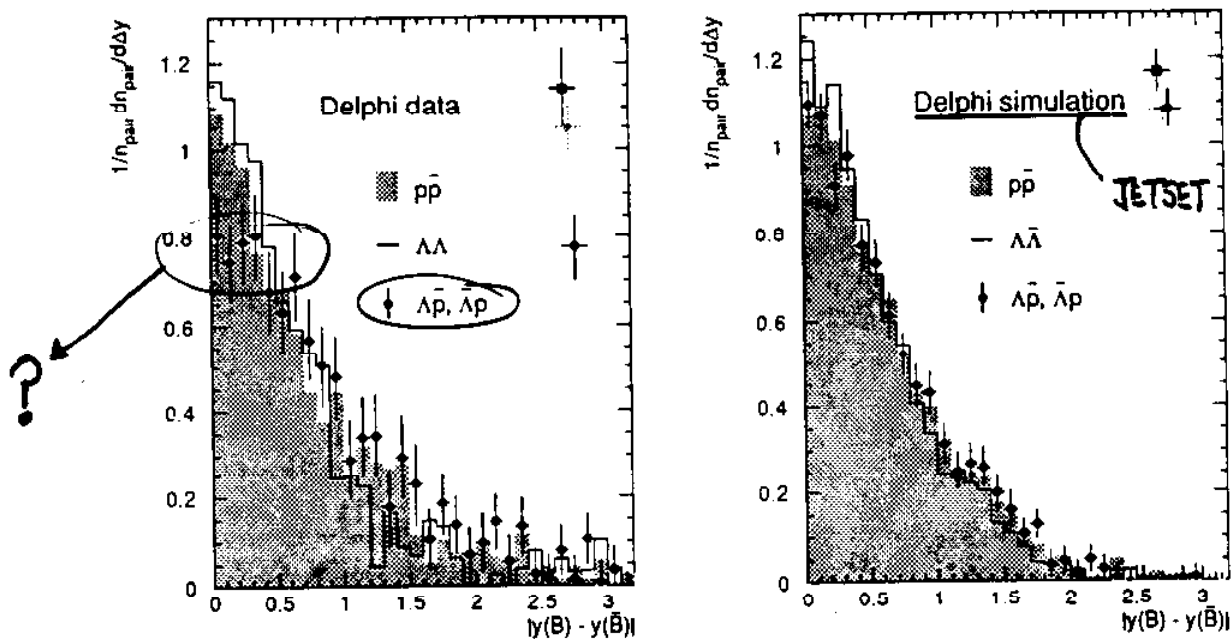 1/n_pair dn_pair/dΔy
1.2
1
0.8
0.6
0.4
0.2
0
0
0.5
1
1.5
2
2.5
3
|y(B) - y(B̄)|
Delphi data
pp̄
ΛΛ
Λp̄, Λ̄p
?
1/n_pair dn_pair/dΔy
1.2
1
0.8
0.6
0.4
0.2
0
0
0.5
1
1.5
2
2.5
3
|y(B) - y(B̄)|
Delphi simulation
JETSET
pp̄
ΛΛ̄
Λp̄, Λ̄p